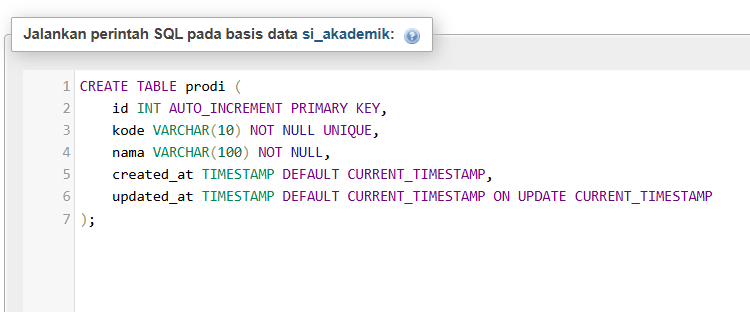 Jalankan perintah SQL pada basis data si_akademik:
1 CREATE TABLE prodi (
2 id INT AUTO_INCREMENT PRIMARY KEY,
3 kode VARCHAR(10) NOT NULL UNIQUE,
4 nama VARCHAR(100) NOT NULL,
5 created_at TIMESTAMP DEFAULT CURRENT_TIMESTAMP,
6 updated_at TIMESTAMP DEFAULT CURRENT_TIMESTAMP ON UPDATE CURRENT_TIMESTAMP
7 );